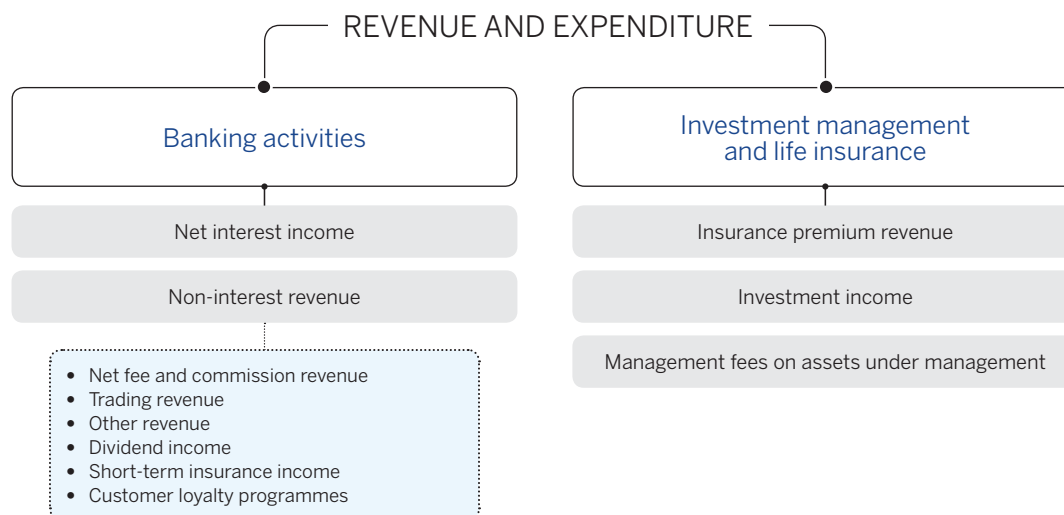 REVENUE AND EXPENDITURE
Banking activities
Net interest income
Non-interest revenue
• Net fee and commission revenue
• Trading revenue
• Other revenue
• Dividend income
• Short-term insurance income
• Customer loyalty programmes
Investment management
and life insurance
Insurance premium revenue
Investment income
Management fees on assets under management